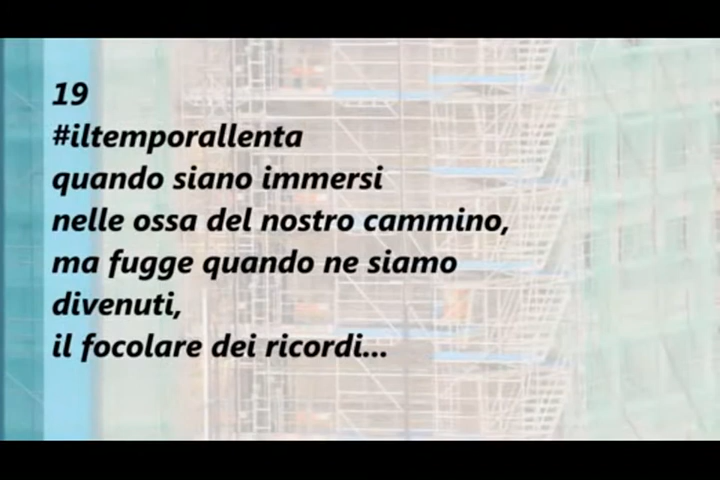 19
#iltemporallenta
quando siano immersi
nelle ossa del nostro cammino,
ma fugge quando ne siamo
divenuti,
il focolare dei ricordi...